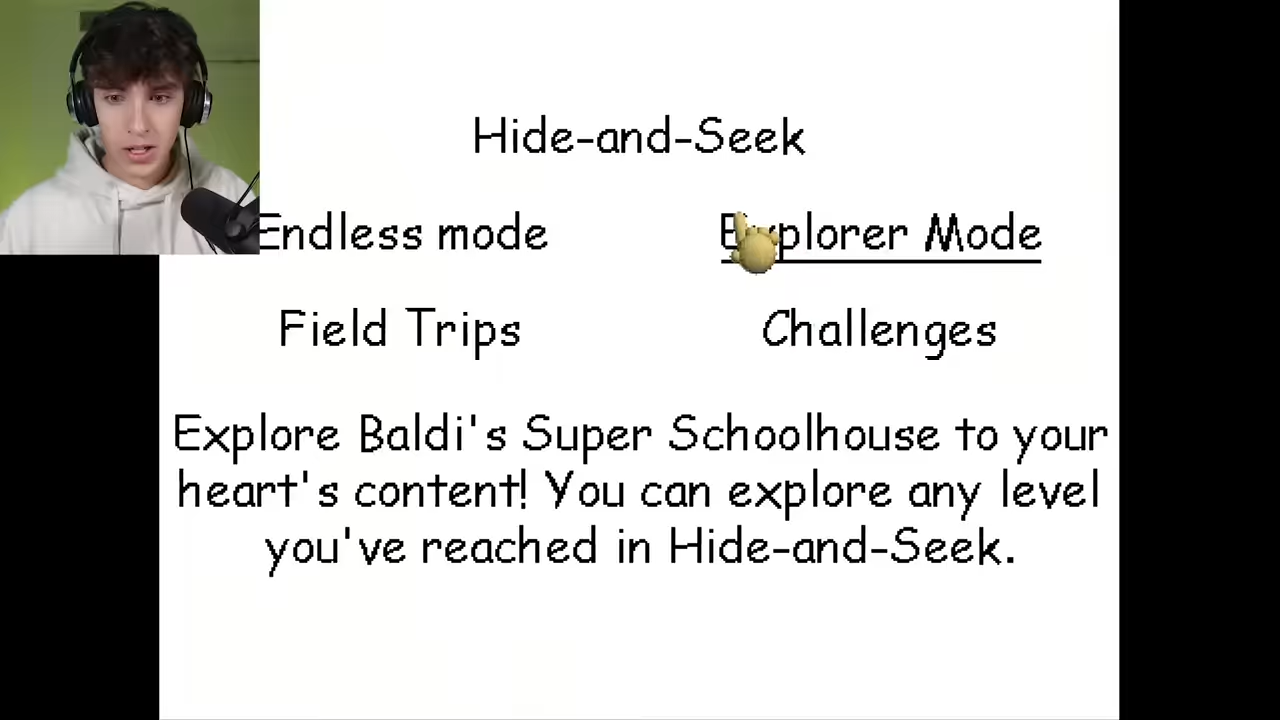 Hide-and-Seek
Endless mode
Explorer Mode
Field Trips
Challenges
Explore Baldi's Super Schoolhouse to your
heart's content! You can explore any level
you've reached in Hide-and-Seek.